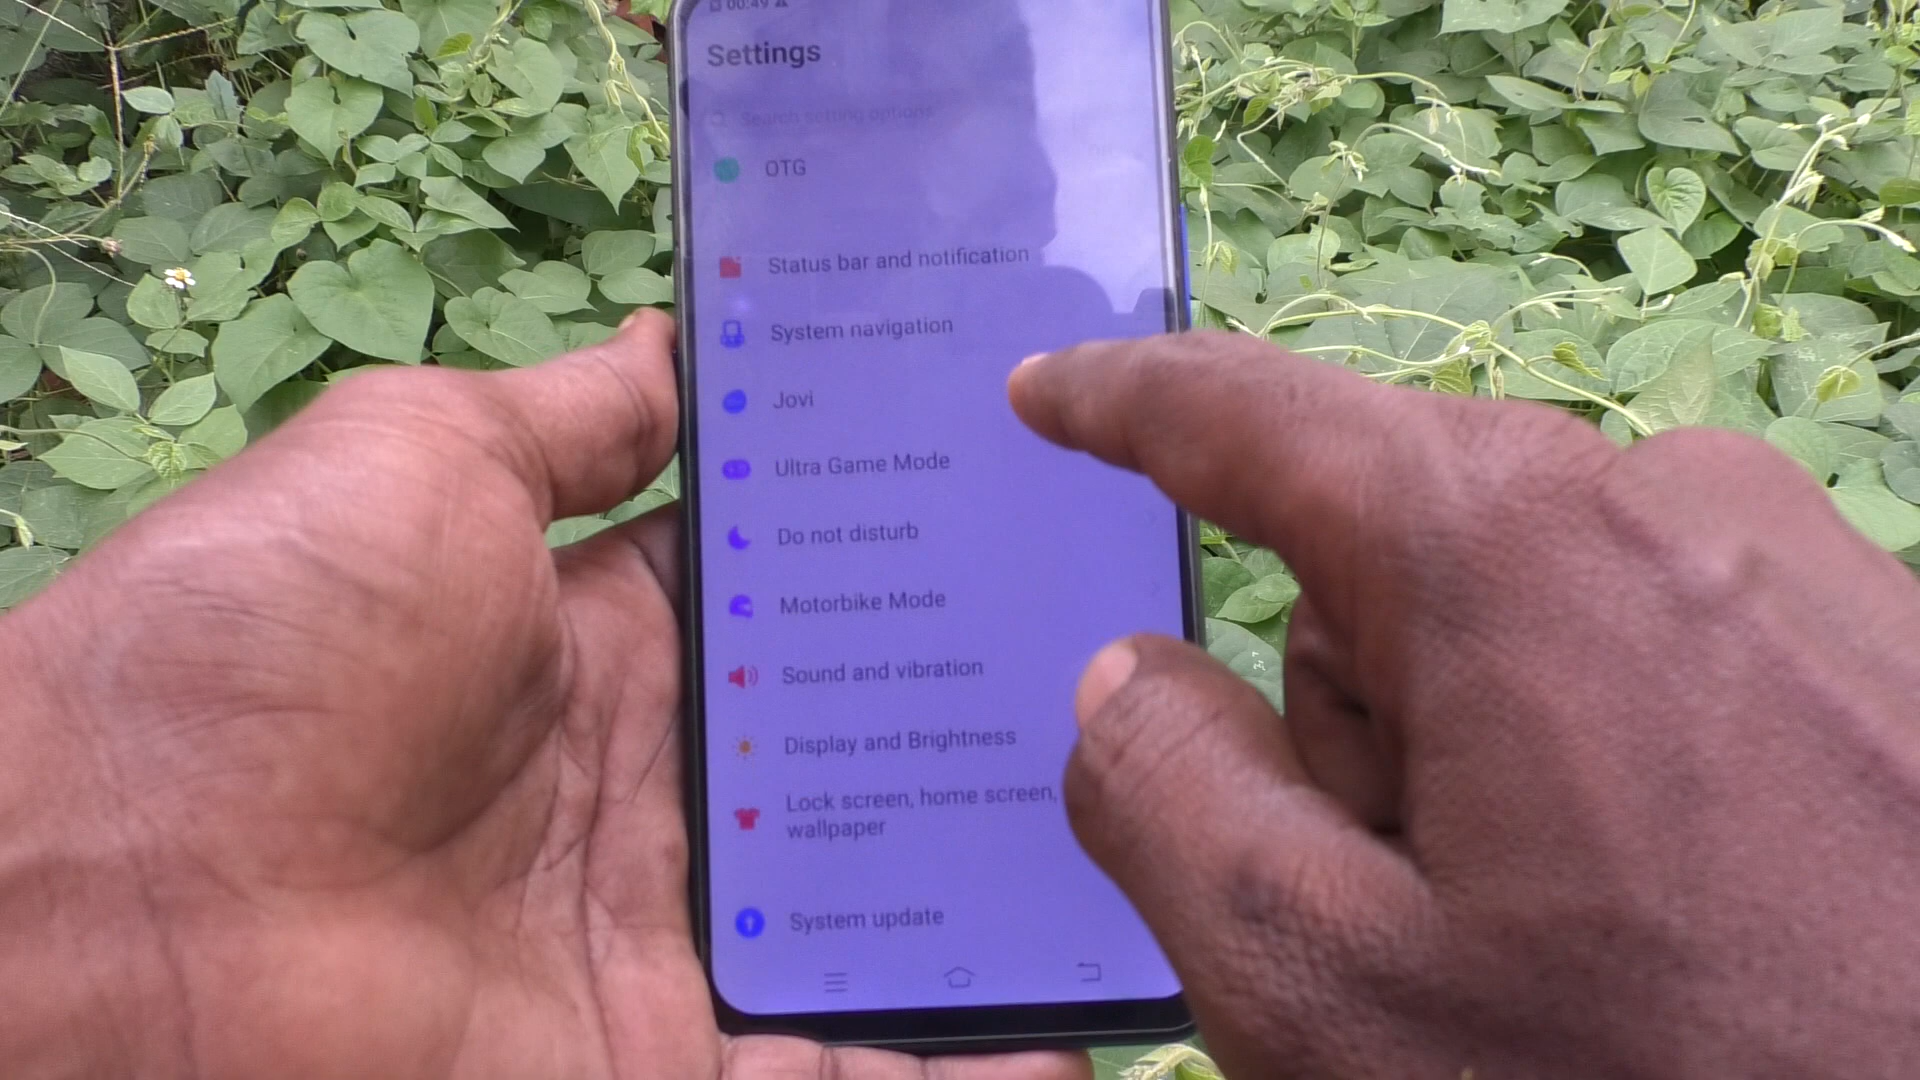 00:49
Settings
Search setting options
OTG
Status bar and notification
System navigation
Jovi
Ultra Game Mode
Do not disturb
Motorbike Mode
Sound and vibration
Display and Brightness
Lock screen, home screen,
wallpaper
System update